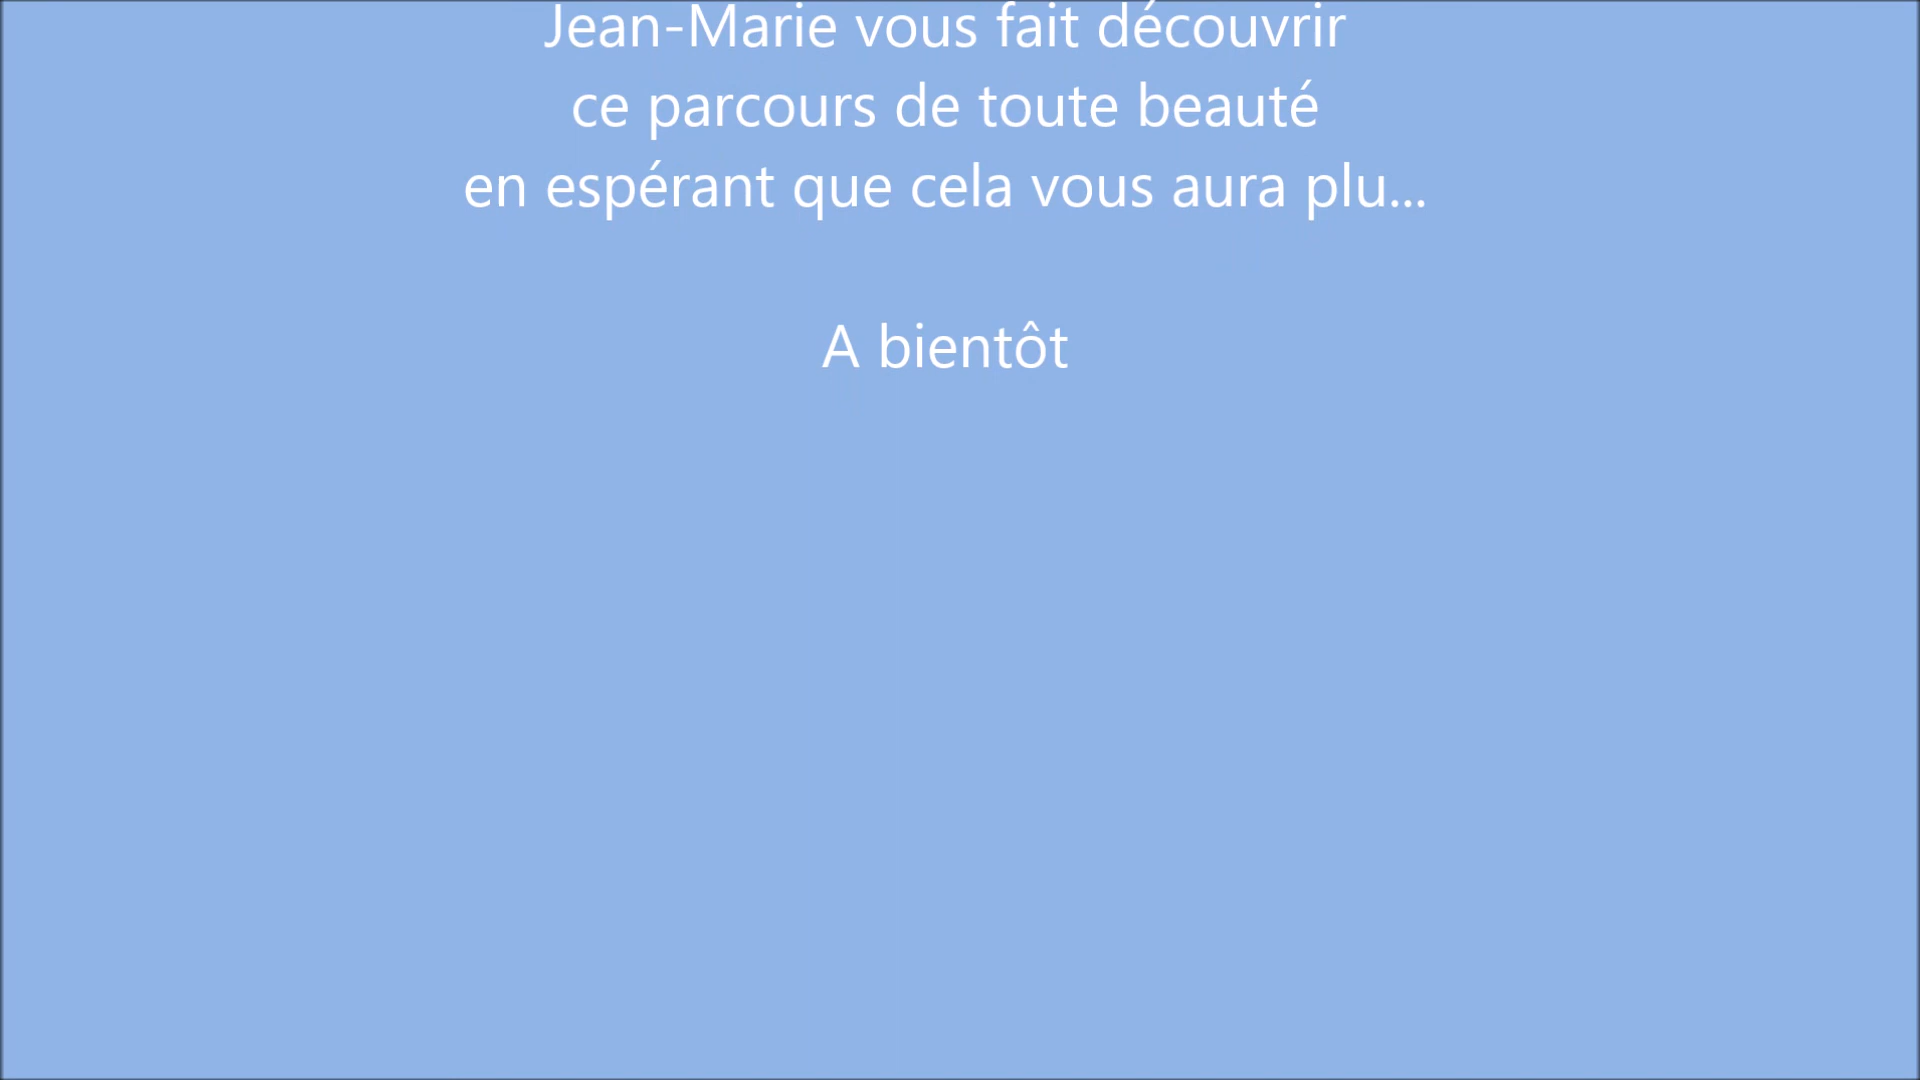 Jean-Marie vous fait découvrir
ce parcours de toute beauté
en espérant que cela vous aura plu...
A bientôt